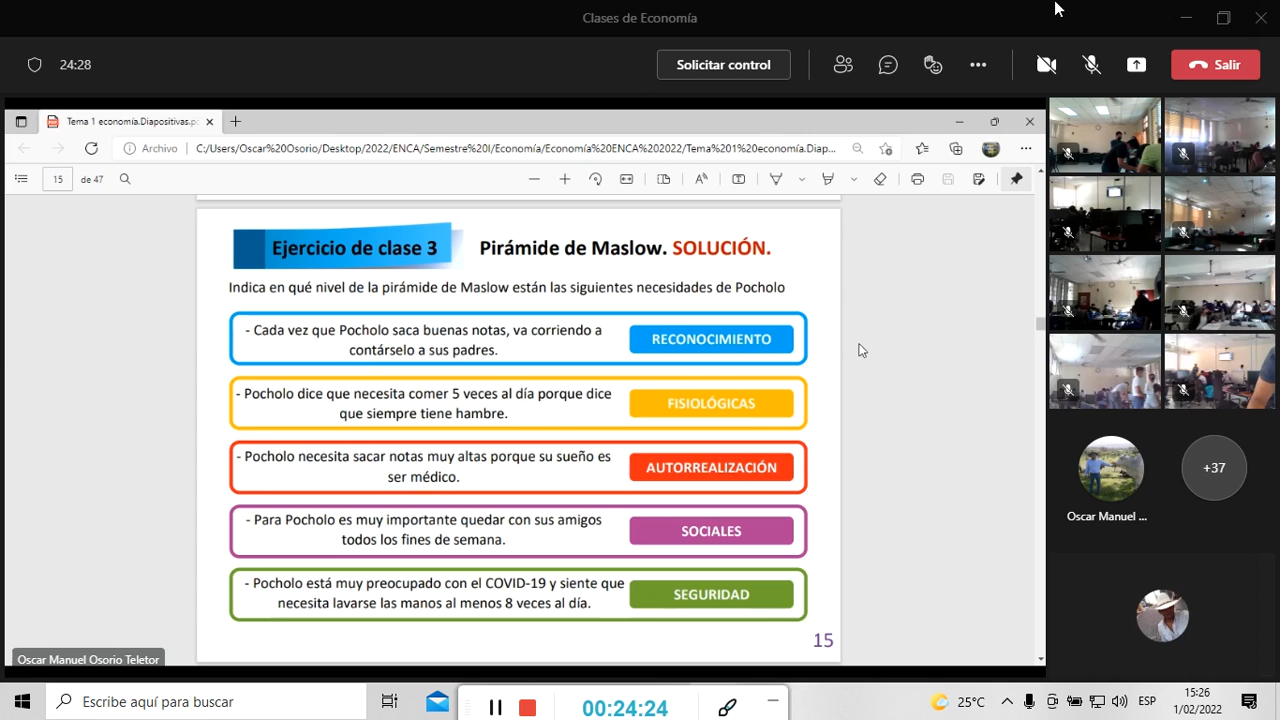 Clases de Economía
24:28
Solicitar control
Salir
Tema 1 economía.Diapositivas.pc
Archivo
C:/Users/Oscar%20Osorio/Desktop/2022/ENCA/Semestre%20I/Economía/Economía%20ENCA%202022/Tema%201%20economía.Diap...
15
de 47
Ejercicio de clase 3
Pirámide de Maslow. SOLUCIÓN.
Indica en qué nivel de la pirámide de Maslow están las siguientes necesidades de Pocholo
- Cada vez que Pocholo saca buenas notas, va corriendo a
contárselo a sus padres.
RECONOCIMIENTO
- Pocholo dice que necesita comer 5 veces al día porque dice
que siempre tiene hambre.
FISIOLÓGICAS
- Pocholo necesita sacar notas muy altas porque su sueño es
ser médico.
AUTORREALIZACIÓN
- Para Pocholo es muy importante quedar con sus amigos
todos los fines de semana.
SOCIALES
- Pocholo está muy preocupado con el COVID-19 y siente que
necesita lavarse las manos al menos 8 veces al día.
SEGURIDAD
15
Oscar Manuel Osorio Teletor
+37
Oscar Manuel ...
Escribe aquí para buscar
00:24:24
25°C
ESP
15:26
1/02/2022